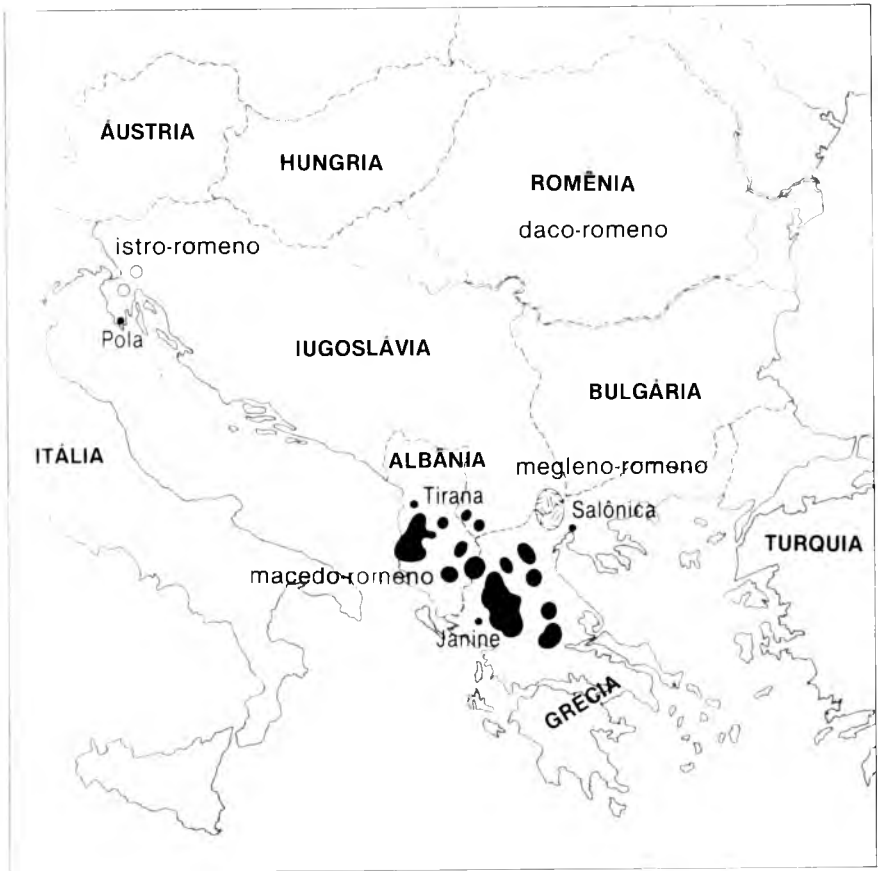 ÁUSTRIA
HUNGRIA
ROMÊNIA
daco-romeno
istro-romeno
Pola
IUGOSLÁVIA
BULGÁRIA
ITÁLIA
ALBÂNIA
megleno-romeno
Tirana
Salônica
TURQUIA
macedo-romeno
Janine
GRÉCIA